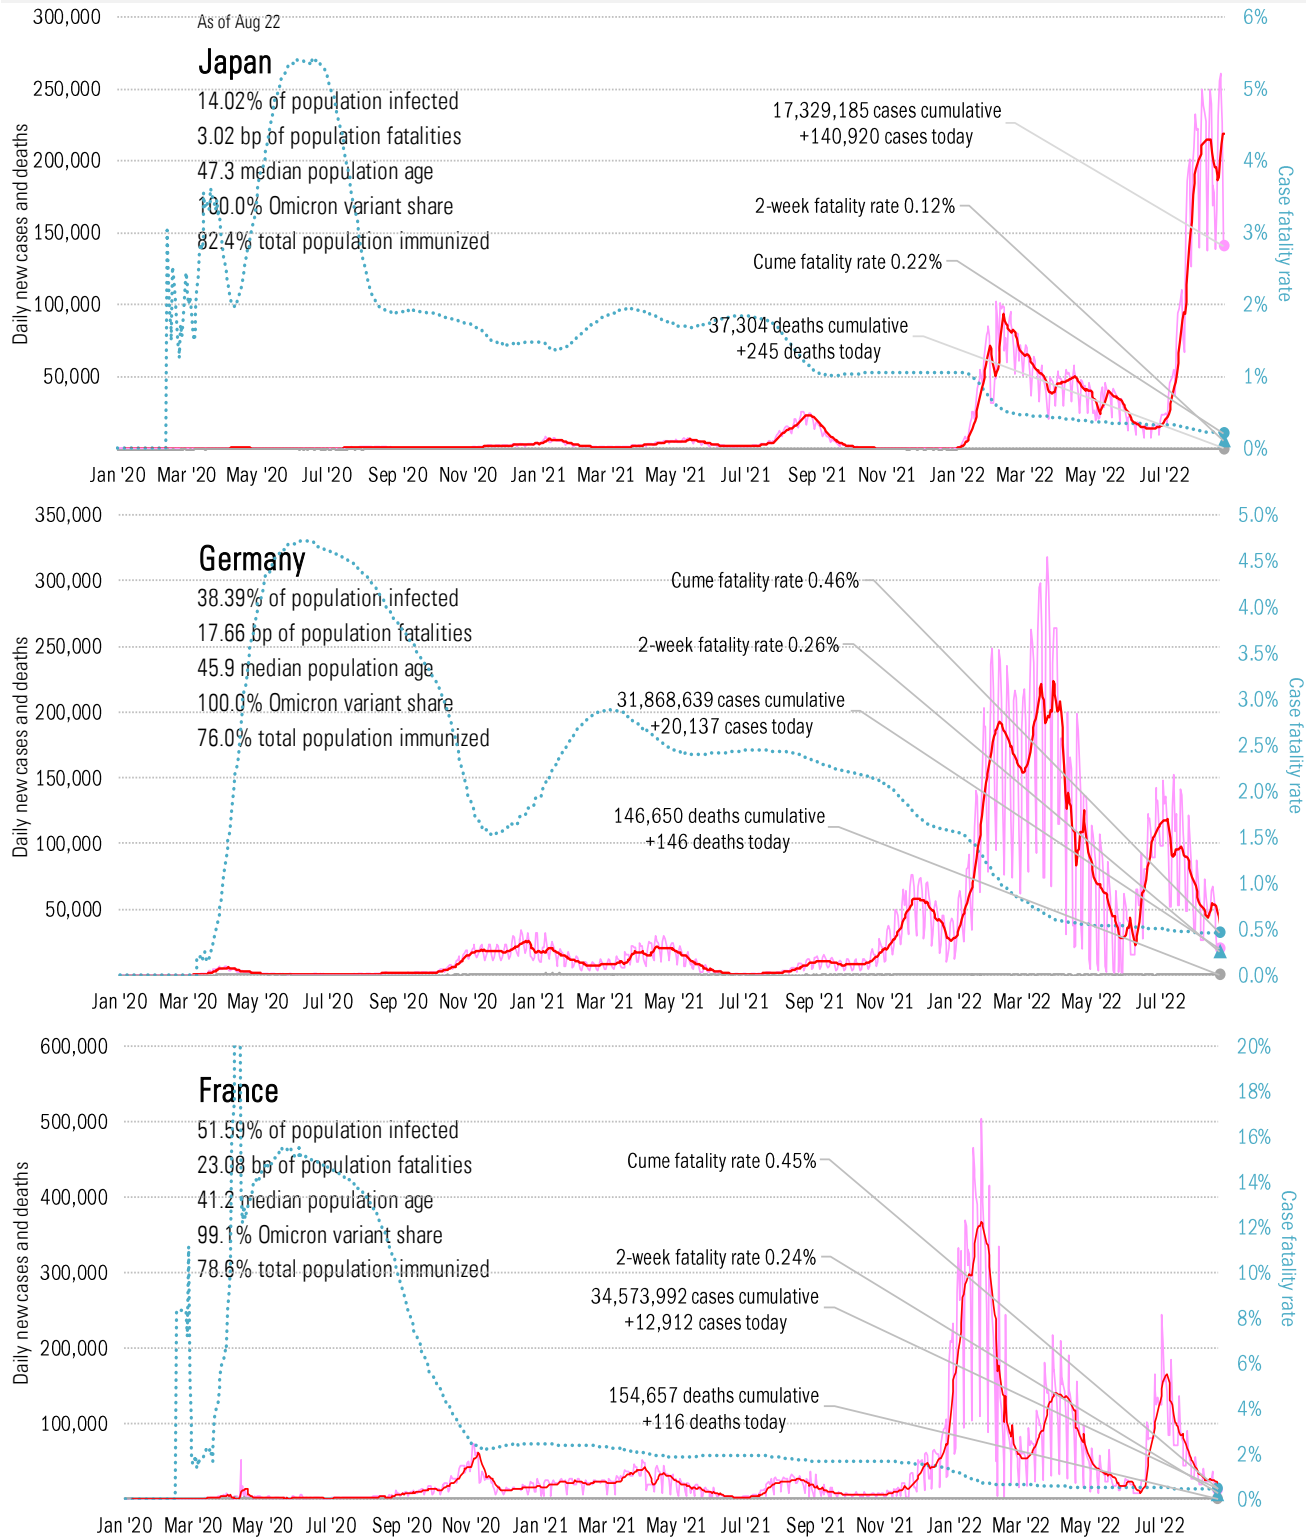 As of Aug 22
Japan
14.02% of population infected
3.02 bp of population fatalities
47.3 median population age
100.0% Omicron variant share
82.4% total population immunized
17,329,185 cases cumulative
+140,920 cases today
2-week fatality rate 0.12%
Cume fatality rate 0.22%
37,304 deaths cumulative
+245 deaths today
Daily new cases and deaths
300,000
250,000
200,000
150,000
100,000
50,000
6%
5%
4%
3%
2%
1%
0%
Case fatality rate
Jan '20 Mar '20 May '20 Jul '20 Sep '20 Nov '20 Jan '21 Mar '21 May '21 Jul '21 Sep '21 Nov '21 Jan '22 Mar '22 May '22 Jul '22
Germany
38.39% of population infected
17.66 bp of population fatalities
45.9 median population age
100.0% Omicron variant share
76.0% total population immunized
Cume fatality rate 0.46%
2-week fatality rate 0.26%
31,868,639 cases cumulative
+20,137 cases today
146,650 deaths cumulative
+146 deaths today
Daily new cases and deaths
350,000
300,000
250,000
200,000
150,000
100,000
50,000
5.0%
4.5%
4.0%
3.5%
3.0%
2.5%
2.0%
1.5%
1.0%
0.5%
0.0%
Case fatality rate
Jan '20 Mar '20 May '20 Jul '20 Sep '20 Nov '20 Jan '21 Mar '21 May '21 Jul '21 Sep '21 Nov '21 Jan '22 Mar '22 May '22 Jul '22
France
51.59% of population infected
23.08 bp of population fatalities
41.2 median population age
99.1% Omicron variant share
78.6% total population immunized
Cume fatality rate 0.45%
2-week fatality rate 0.24%
34,573,992 cases cumulative
+12,912 cases today
154,657 deaths cumulative
+116 deaths today
Daily new cases and deaths
600,000
500,000
400,000
300,000
200,000
100,000
20%
18%
16%
14%
12%
10%
8%
6%
4%
2%
0%
Case fatality rate
Jan '20 Mar '20 May '20 Jul '20 Sep '20 Nov '20 Jan '21 Mar '21 May '21 Jul '21 Sep '21 Nov '21 Jan '22 Mar '22 May '22 Jul '22